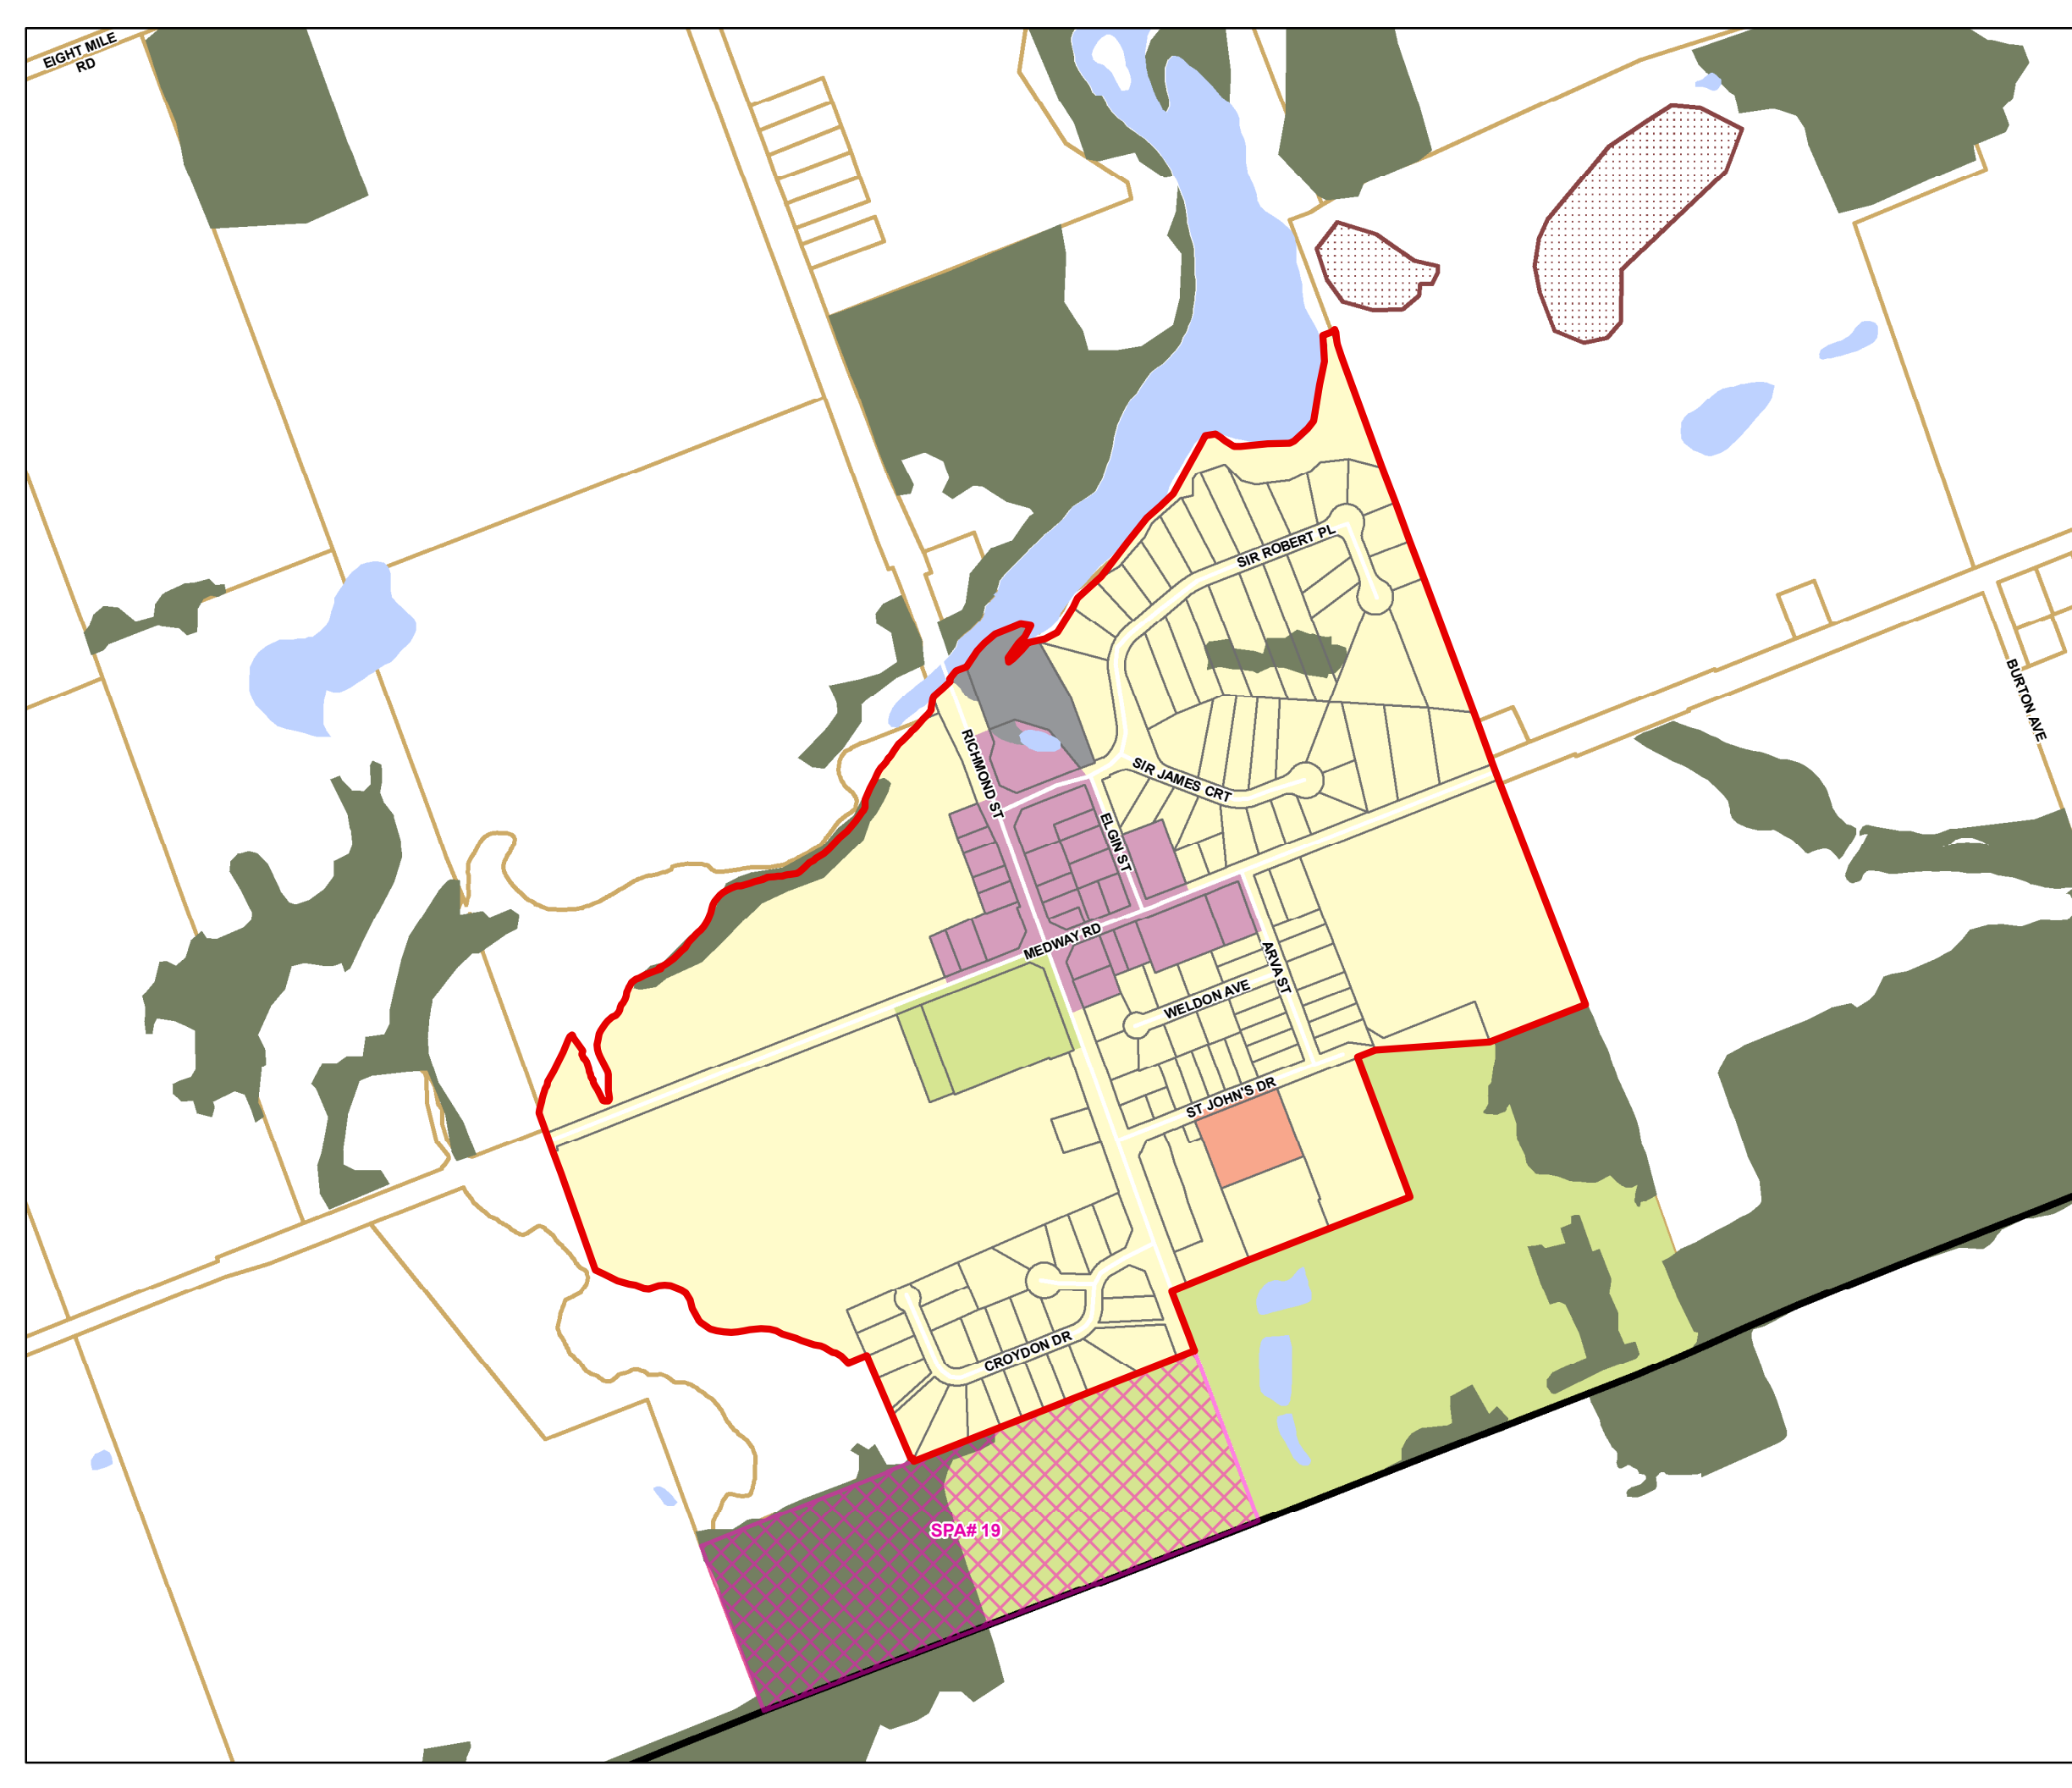 EIGHT MILE
RD
SIR ROBERT PL
BURTON AVE
RICHMOND ST
SIR JAMES CRT
ELGIN ST
MEDWAY RD
ARVA ST
WELDON AVE
ST JOHN'S DR
CROYDON DR
SPA# 19